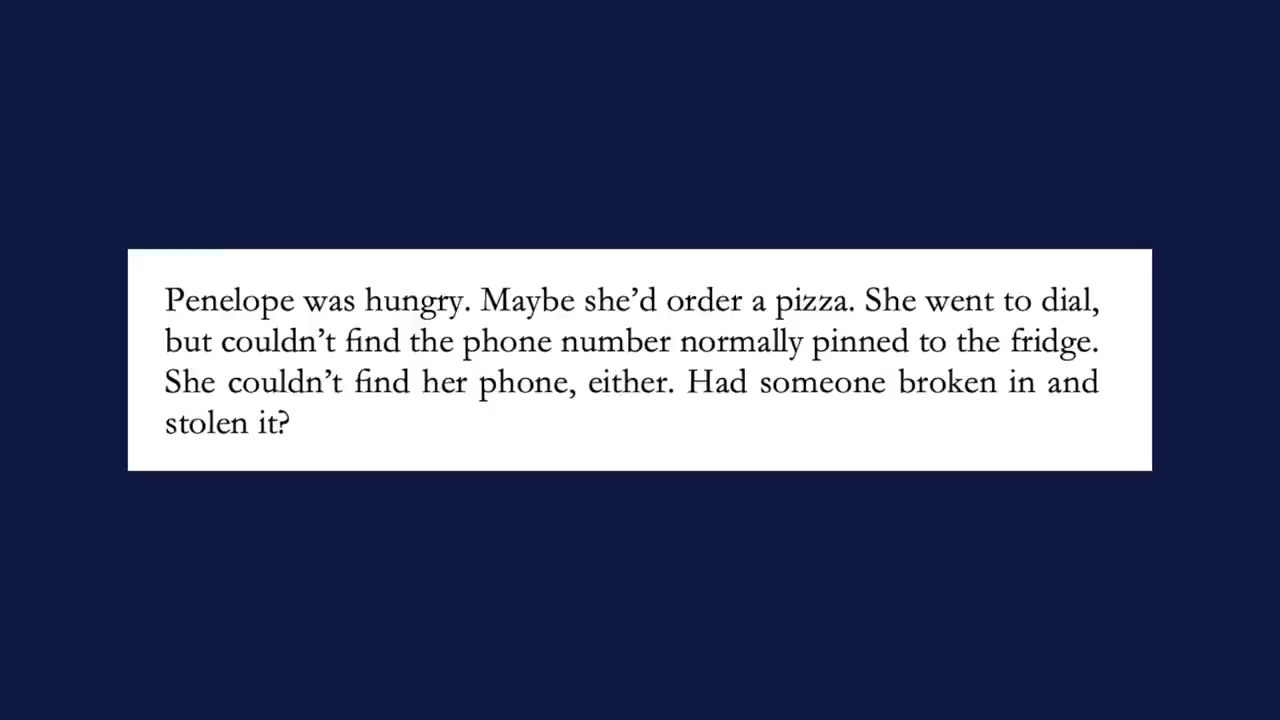 Penelope was hungry. Maybe she’d order a pizza. She went to dial,
but couldn’t find the phone number normally pinned to the fridge.
She couldn’t find her phone, either. Had someone broken in and
stolen it?